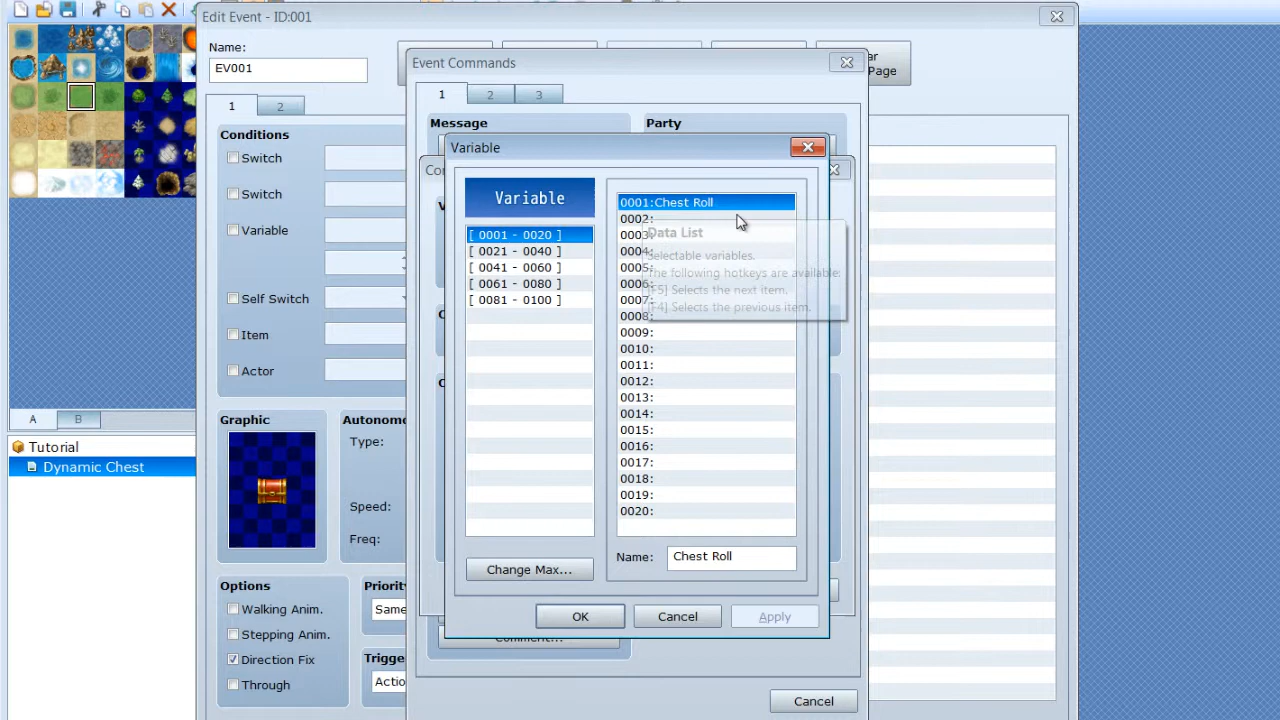 Edit Event - ID:001
Name:
EV001
Event Commands
ar
Page
1
2
1
2
3
Conditions
Message
Party
Switch
Switch
Variable
Self Switch
Item
Actor
Variable
Variable
[ 0001 - 0020 ]
[ 0021 - 0040 ]
[ 0041 - 0060 ]
[ 0061 - 0080 ]
[ 0081 - 0100 ]
0001:Chest Roll
0002:
0003:
0004:
0005:
0006:
0007:
0008:
0009:
0010:
0011:
0012:
0013:
0014:
0015:
0016:
0017:
0018:
0019:
0020:
Data List
Selectable variables.
The following hotkeys are available:
[F5] Selects the next item.
[F4] Selects the previous item.
Name:
Chest Roll
Change Max...
OK
Cancel
Apply
A
B
Tutorial
Dynamic Chest
Graphic
Autonomo
Type:
Speed:
Freq:
Options
Walking Anim.
Stepping Anim.
Direction Fix
Through
Priorit
Same
Trigge
Actio
Comment...
Cancel